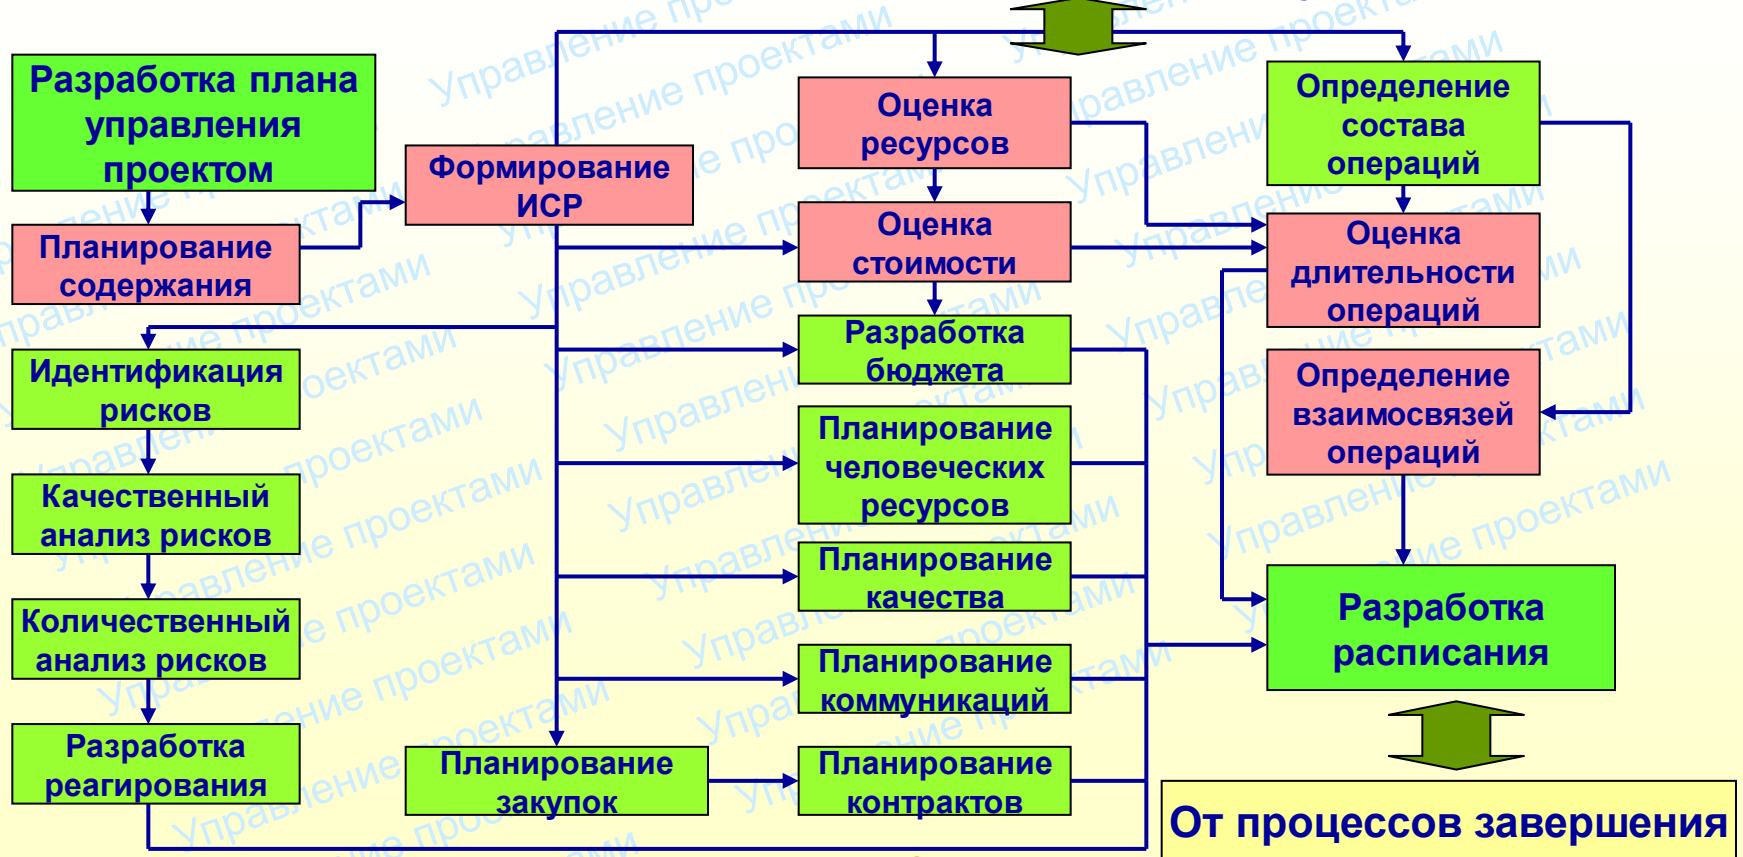 Разработка плана
управления
проектом
Планирование
содержания
Формирование
ИСР
Оценка
ресурсов
Оценка
стоимости
Разработка
бюджета
Планирование
человеческих
ресурсов
Планирование
качества
Планирование
коммуникаций
Планирование
закупок
Планирование
контрактов
Определение
состава
операций
Оценка
длительности
операций
Определение
взаимосвязей
операций
Разработка
расписания
Идентификация
рисков
Качественный
анализ рисков
Количественный
анализ рисков
Разработка
реагирования
От процессов завершения
Управление проектами